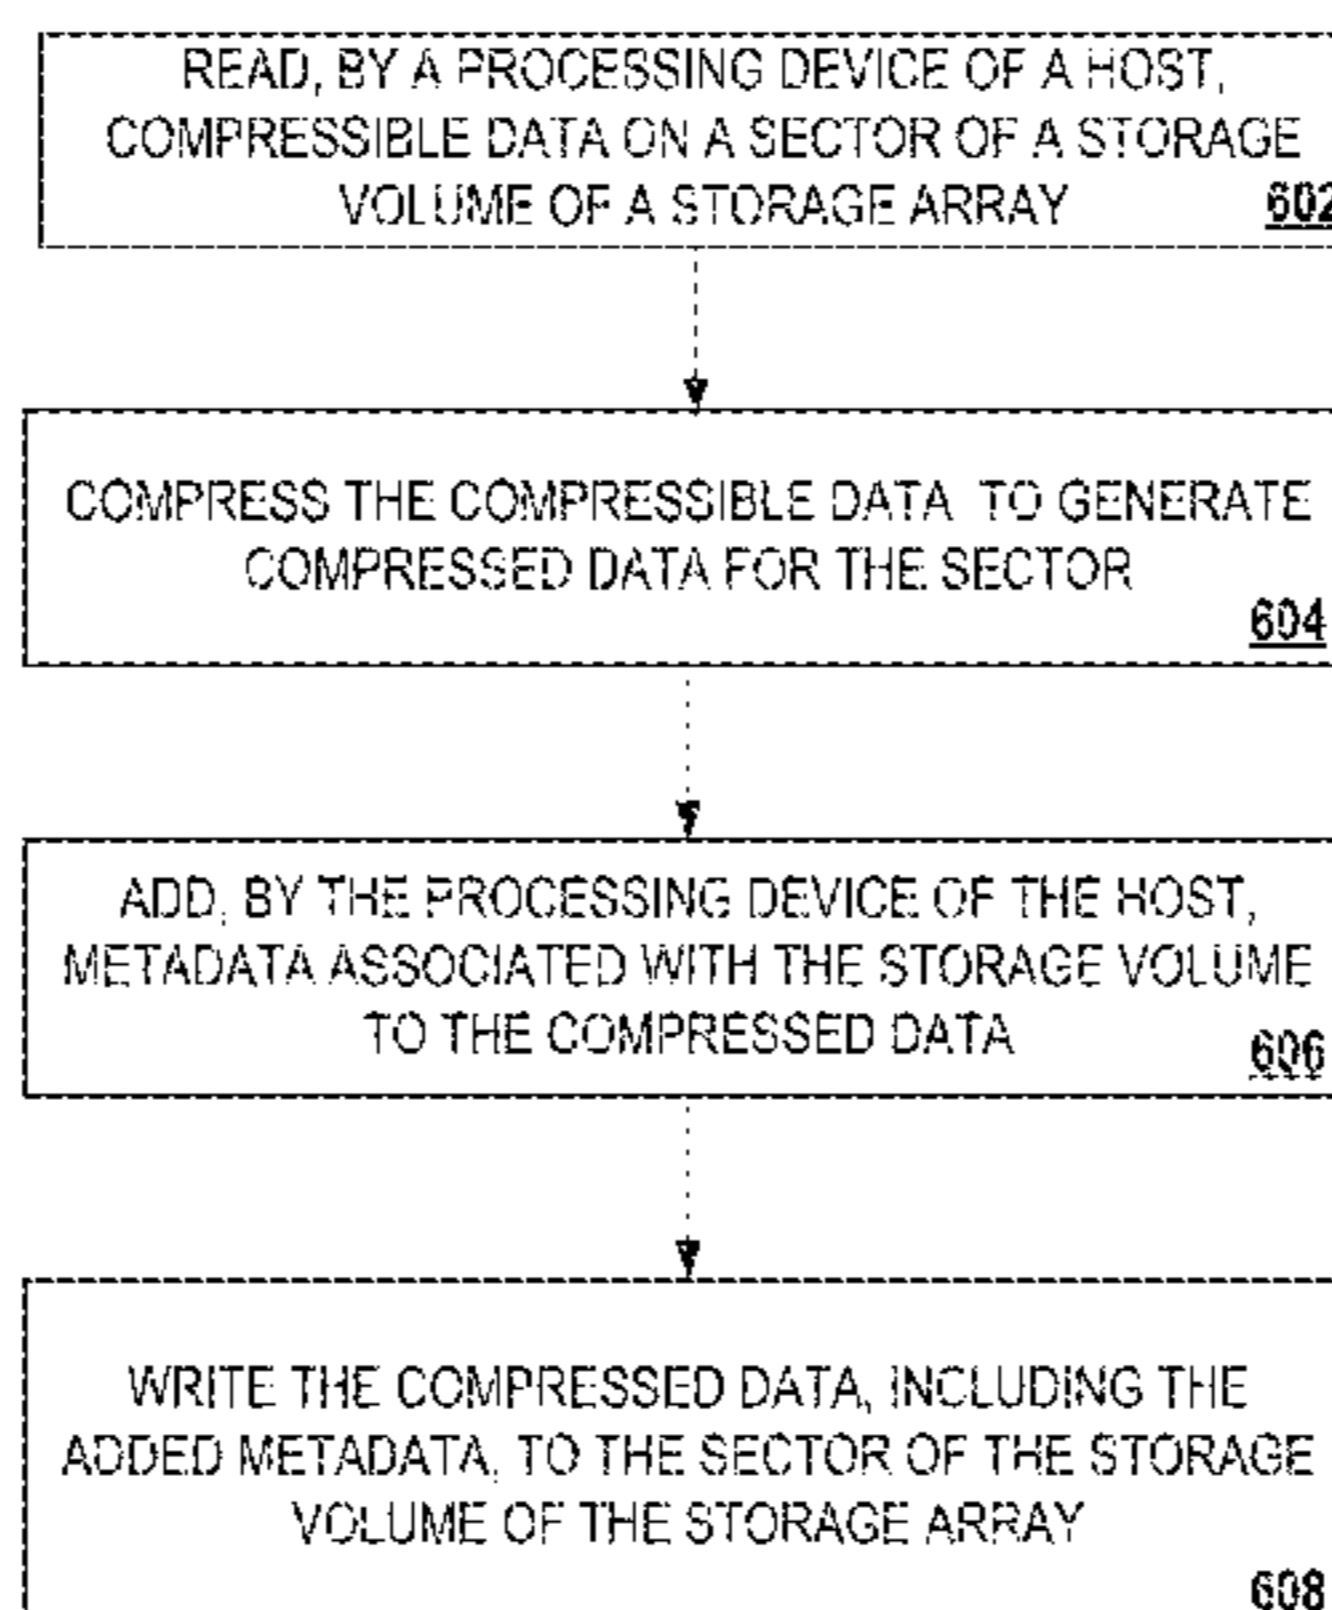 READ, BY A PROCESSING DEVICE OF A HOST,
COMPRESSIBLE DATA ON A SECTOR OF A STORAGE
VOLUME OF A STORAGE ARRAY
602
COMPRESS THE COMPRESSIBLE DATA TO GENERATE
COMPRESSED DATA FOR THE SECTOR
604
ADD, BY THE PROCESSING DEVICE OF THE HOST,
METADATA ASSOCIATED WITH THE STORAGE VOLUME
TO THE COMPRESSED DATA
606
WRITE THE COMPRESSED DATA, INCLUDING THE
ADDED METADATA, TO THE SECTOR OF THE STORAGE
VOLUME OF THE STORAGE ARRAY
608